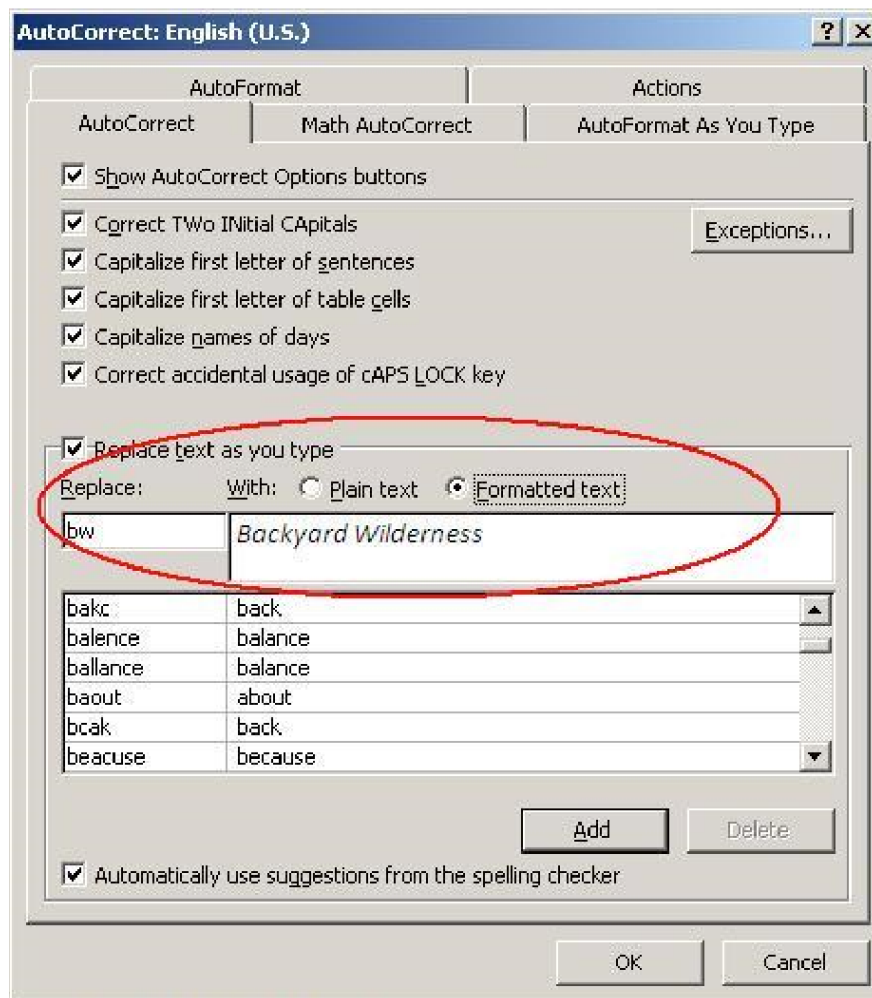 AutoCorrect: English (U.S.)
AutoFormat Actions
AutoCorrect Math AutoCorrect AutoFormat As You Type
Show AutoCorrect Options buttons
Correct TWo INitial CApitals Exceptions...
Capitalize first letter of sentences
Capitalize first letter of table cells
Capitalize names of days
Correct accidental usage of cAPS LOCK key
Replace text as you type
Replace: With: Plain text Formatted text
bw Backyard Wilderness
bakc back
balence balance
ballance balance
baout about
bcak back
beacuse because
Add Delete
Automatically use suggestions from the spelling checker
OK Cancel